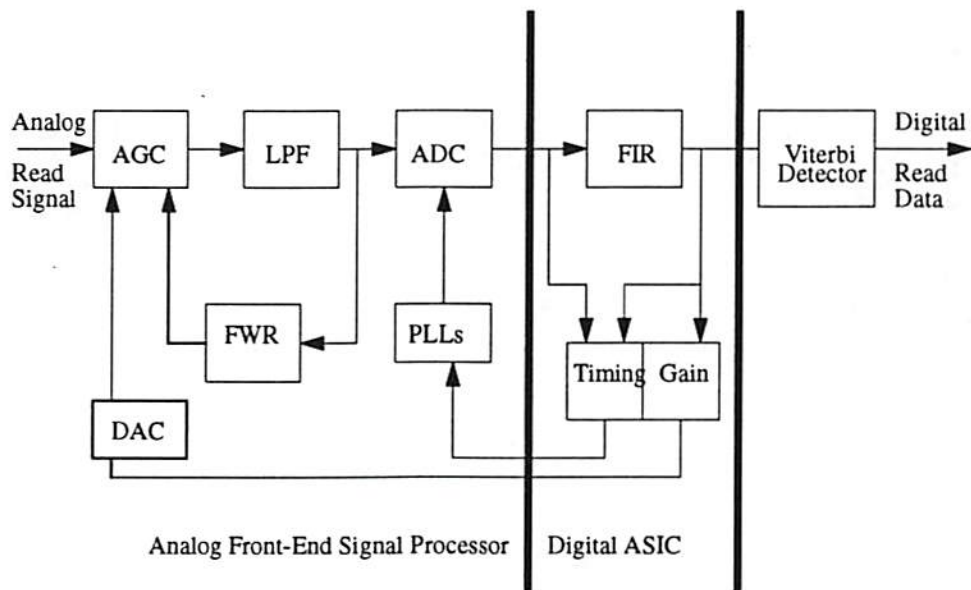 Analog
Read
Signal
AGC
LPF
ADC
FIR
Viterbi
Detector
Digital
Read
Data
FWR
PLLs
Timing
Gain
DAC
Analog Front-End Signal Processor
Digital ASIC